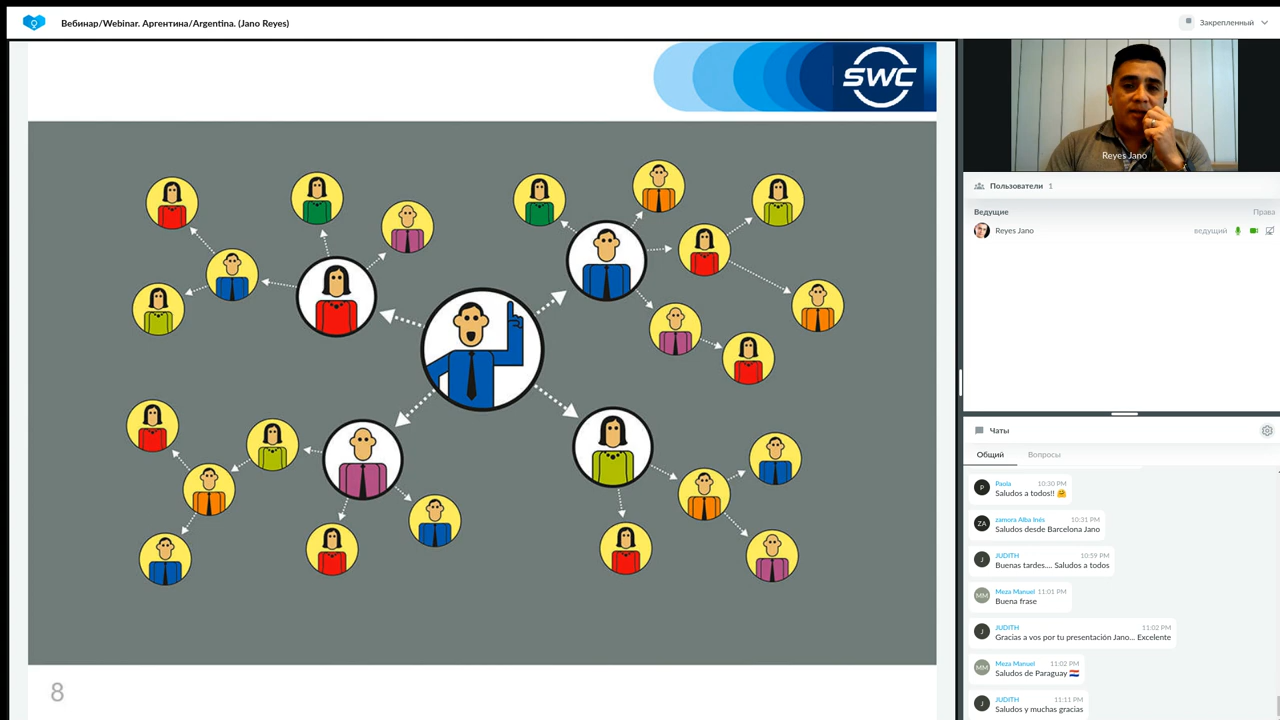 Вебинар/Webinar. Аргентина/Argentina. (Jano Reyes)
Закрепленный
SWC
Reyes Jano
Пользователи 1
Ведущие
Права
Reyes Jano
ведущий
Чаты
Общий
Вопросы
P
Paola
10:30 PM
Saludos a todos!! 🤗
ZA
zamora Alba Inés
10:31 PM
Saludos desde Barcelona Jano
J
JUDITH
10:59 PM
Buenas tardes.... Saludos a todos
MM
Meza Manuel
11:01 PM
Buena frase
J
JUDITH
11:02 PM
Gracias a vos por tu presentación Jano... Excelente
MM
Meza Manuel
11:02 PM
Saludos de Paraguay 🇵🇾
J
JUDITH
11:11 PM
Saludos y muchas gracias
8